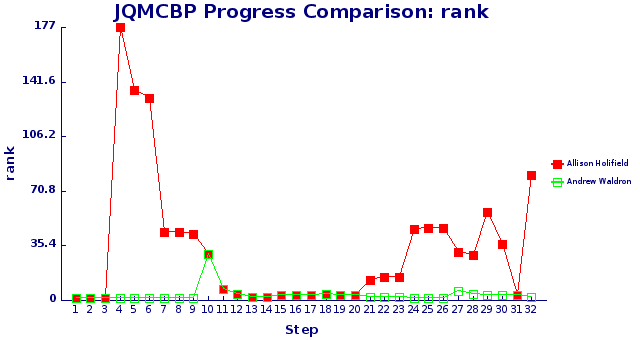 JQMCBP Progress Comparison: rank
177
141.6
106.2
70.8
35.4
0
rank
1 2 3 4 5 6 7 8 9 10 11 12 13 14 15 16 17 18 19 20 21 22 23 24 25 26 27 28 29 30 31 32
Step
Allison Holifield
Andrew Waldron